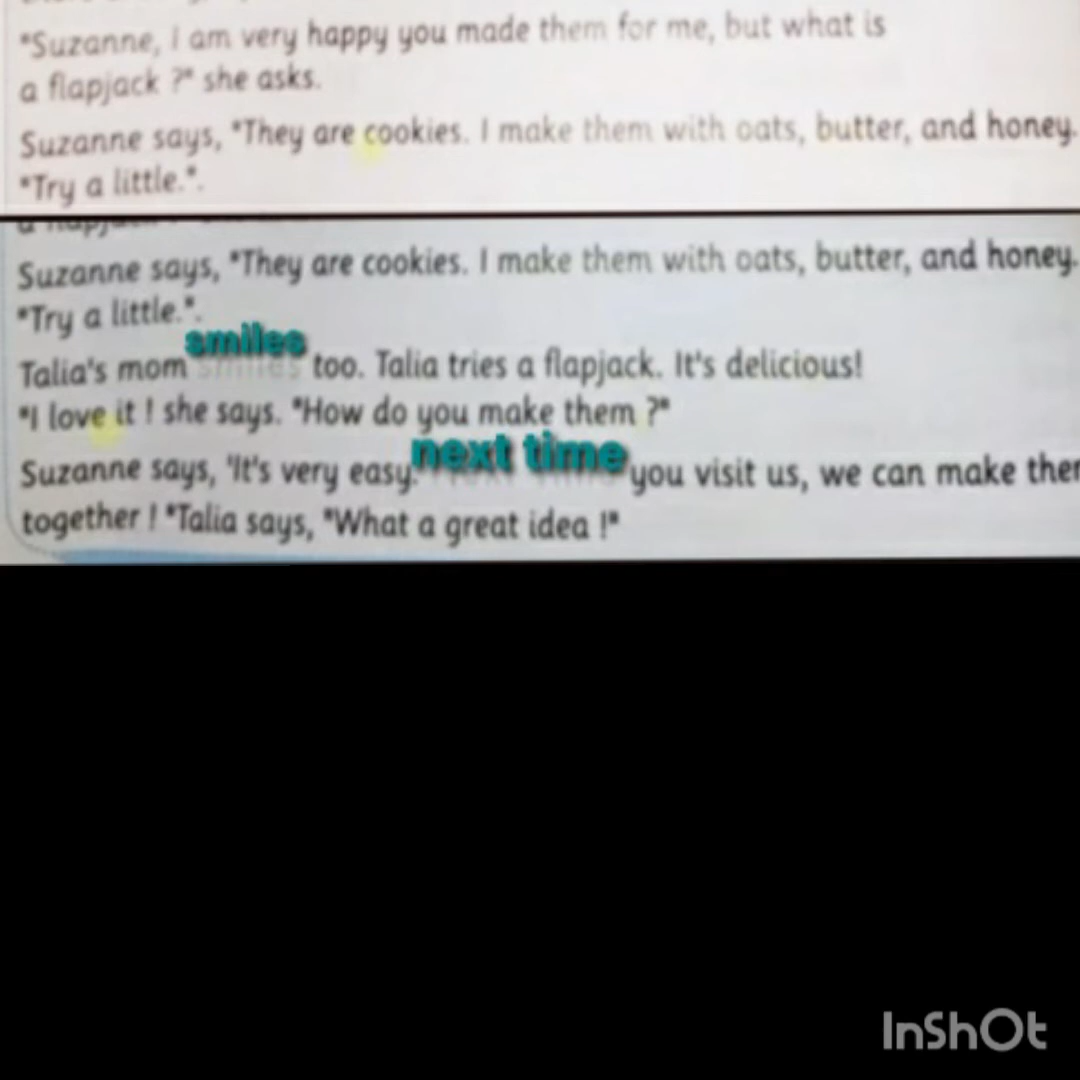 "Suzanne, I am very happy you made them for me, but what is
a flapjack ?" she asks.
Suzanne says, "They are cookies. I make them with oats, butter, and honey.
"Try a little.".
Suzanne says, "They are cookies. I make them with oats, butter, and honey.
"Try a little.".
Talia's mom smiles too. Talia tries a flapjack. It's delicious!
"I love it ! she says. "How do you make them ?"
Suzanne says, 'It's very easy. next time you visit us, we can make
together ! "Talia says, "What a great idea !"
InShOt